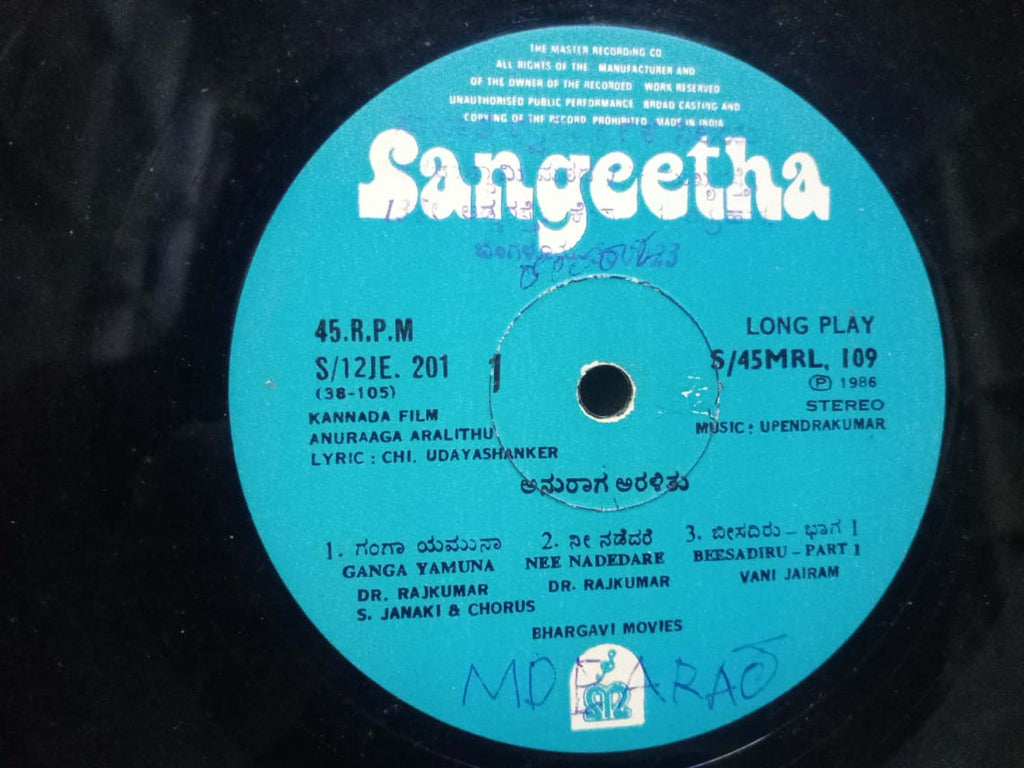 THE MASTER RECORDING CO
ALL RIGHTS OF THE MANUFACTURER AND
OF THE OWNER OF THE RECORDED WORK RESERVED
UNAUTHORISED PUBLIC PERFORMANCE BROAD CASTING AND
COPYING OF THE RECORD PROHIBITED MADE IN INDIA
Sangeetha
45.R.P.M
S/12JE. 201 1
(38-105)
KANNADA FILM
ANURAAGA ARALITHU
LYRIC : CHI. UDAYASHANKER
LONG PLAY
S/45MRL, 109
Ⓟ 1986
STEREO
MUSIC : UPENDRAKUMAR
ಅನುರಾಗ ಅರಳಿತು
1. ಗಂಗಾ ಯಮುನಾ
GANGA YAMUNA
DR. RAJKUMAR
S. JANAKI & CHORUS
2. ನೀ ನಡೆದರೆ
NEE NADEDARE
DR. RAJKUMAR
3. ಬೀಸದಿರು - ಭಾಗ 1
BEESADIRU - PART 1
VANI JAIRAM
BHARGAVI MOVIES